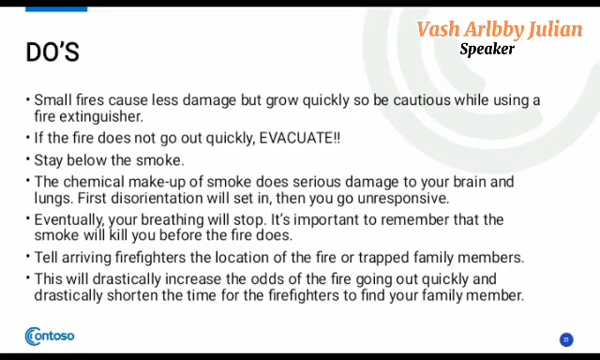 Vash Arlbby Julian
Speaker
DO'S
• Small fires cause less damage but grow quickly so be cautious while using a
fire extinguisher.
• If the fire does not go out quickly, EVACUATE!!
• Stay below the smoke.
• The chemical make-up of smoke does serious damage to your brain and
lungs. First disorientation will set in, then you go unresponsive.
• Eventually, your breathing will stop. It's important to remember that the
smoke will kill you before the fire does.
• Tell arriving firefighters the location of the fire or trapped family members.
• This will drastically increase the odds of the fire going out quickly and
drastically shorten the time for the firefighters to find your family member.
Contoso